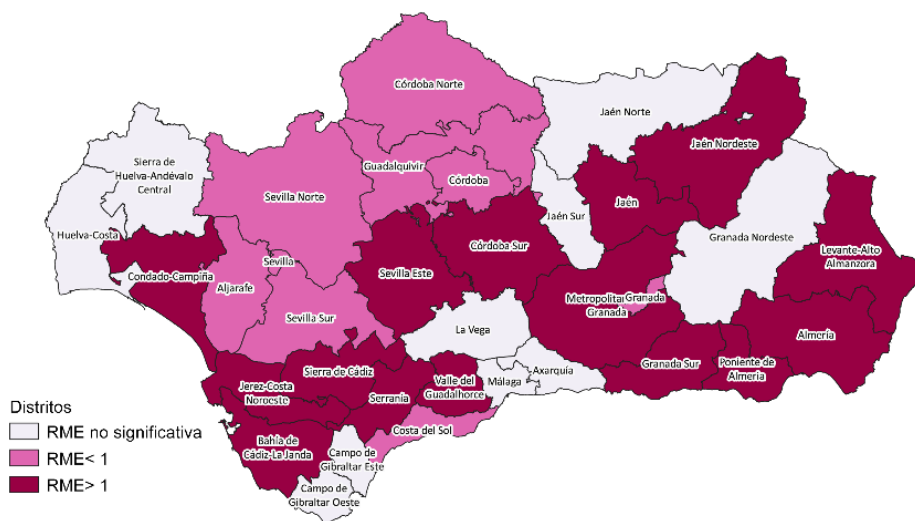 Córdoba Norte
Jaén Norte
Jaén Nordeste
Sierra de
Huelva-Andévalo
Central
Guadalquivir
Córdoba
Sevilla Norte
Jaén
Jaén Sur
Huelva-Costa
Granada Nordeste
Levante-Alto
Almanzora
Córdoba Sur
Sevilla
Sevilla Este
Condado-Campiña
Aljarafe
Metropolita Granada
Granada
Sevilla Sur
La Vega
Almería
Granada Sur
Poniente de
Almería
Sierra de Cádiz
Valle del
Guadalhorce
Málaga
Axarquía
Jerez-Costa
Noroeste
Serranía
Costa del Sol
Bahía de
Cádiz-La Janda
Campo de
Gibraltar Este
Campo de
Gibraltar Oeste
Distritos
RME no significativa
RME< 1
RME> 1